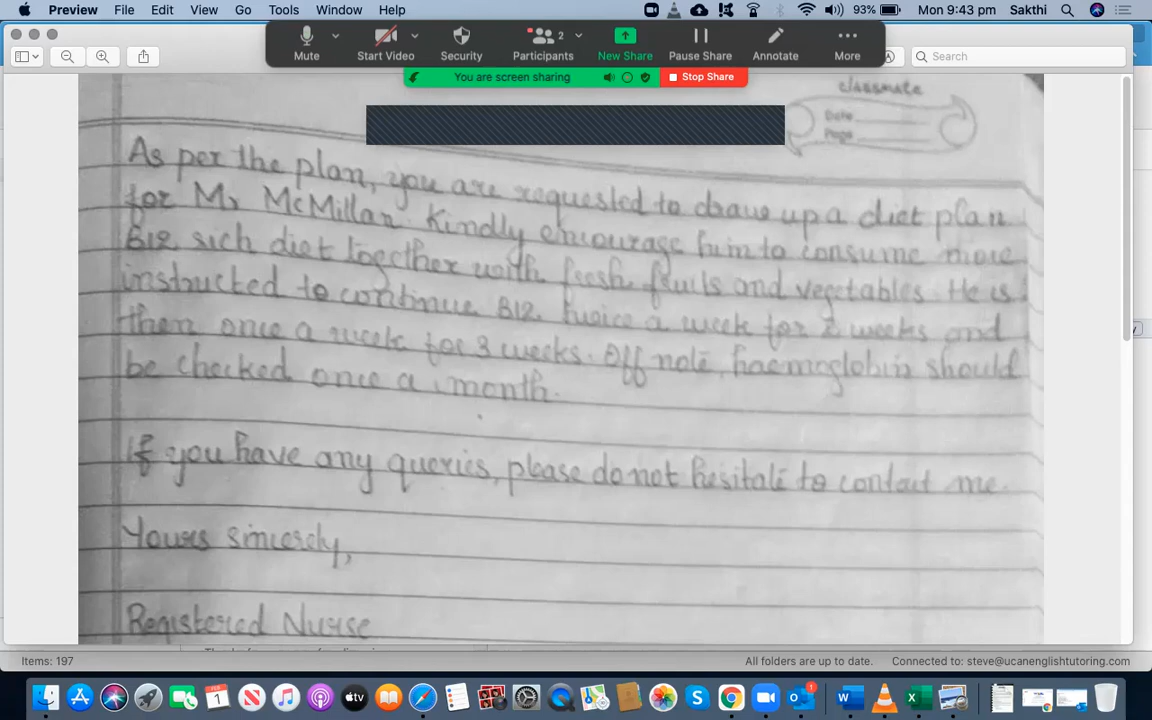 Preview File Edit View Go Tools Window Help 93% Mon 9:43 pm Sakthi
Mute Start Video Security 2 Participants New Share Pause Share Annotate More Search
You are screen sharing Stop Share
classmate
Date
Page
As per the plan, you are requested to draw up a diet plan
for Mr McMillan. Kindly encourage him to consume more
B12 rich diet together with fresh fruits and vegetables. He is
instructed to continue B12 twice a week for 2 weeks and
then once a week for 3 weeks. Off note, haemoglobin should
be checked once a month.
If you have any queries, please do not hesitate to contact me.
Yours sincerely,
Registered Nurse
Items: 197 All folders are up to date. Connected to: steve@ucanenglishtutoring.com
FEB
1
tv
1
W
X